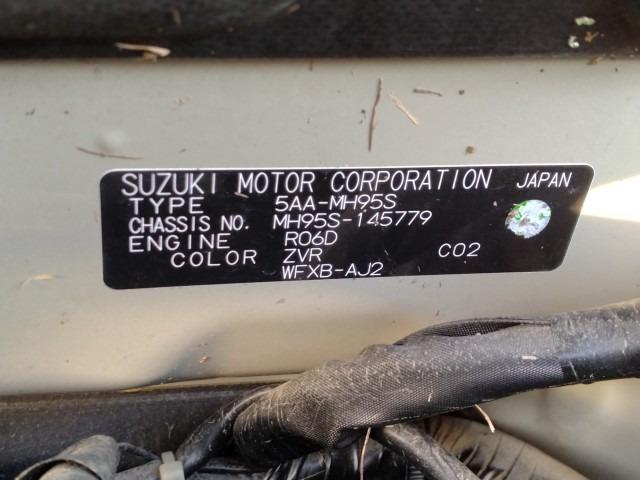 SUZUKI MOTOR CORPORATION JAPAN
TYPE 5AA-MH95S
CHASSIS NO. MH95S-145779
ENGINE R06D
COLOR ZVR C02
WFXB-AJ2